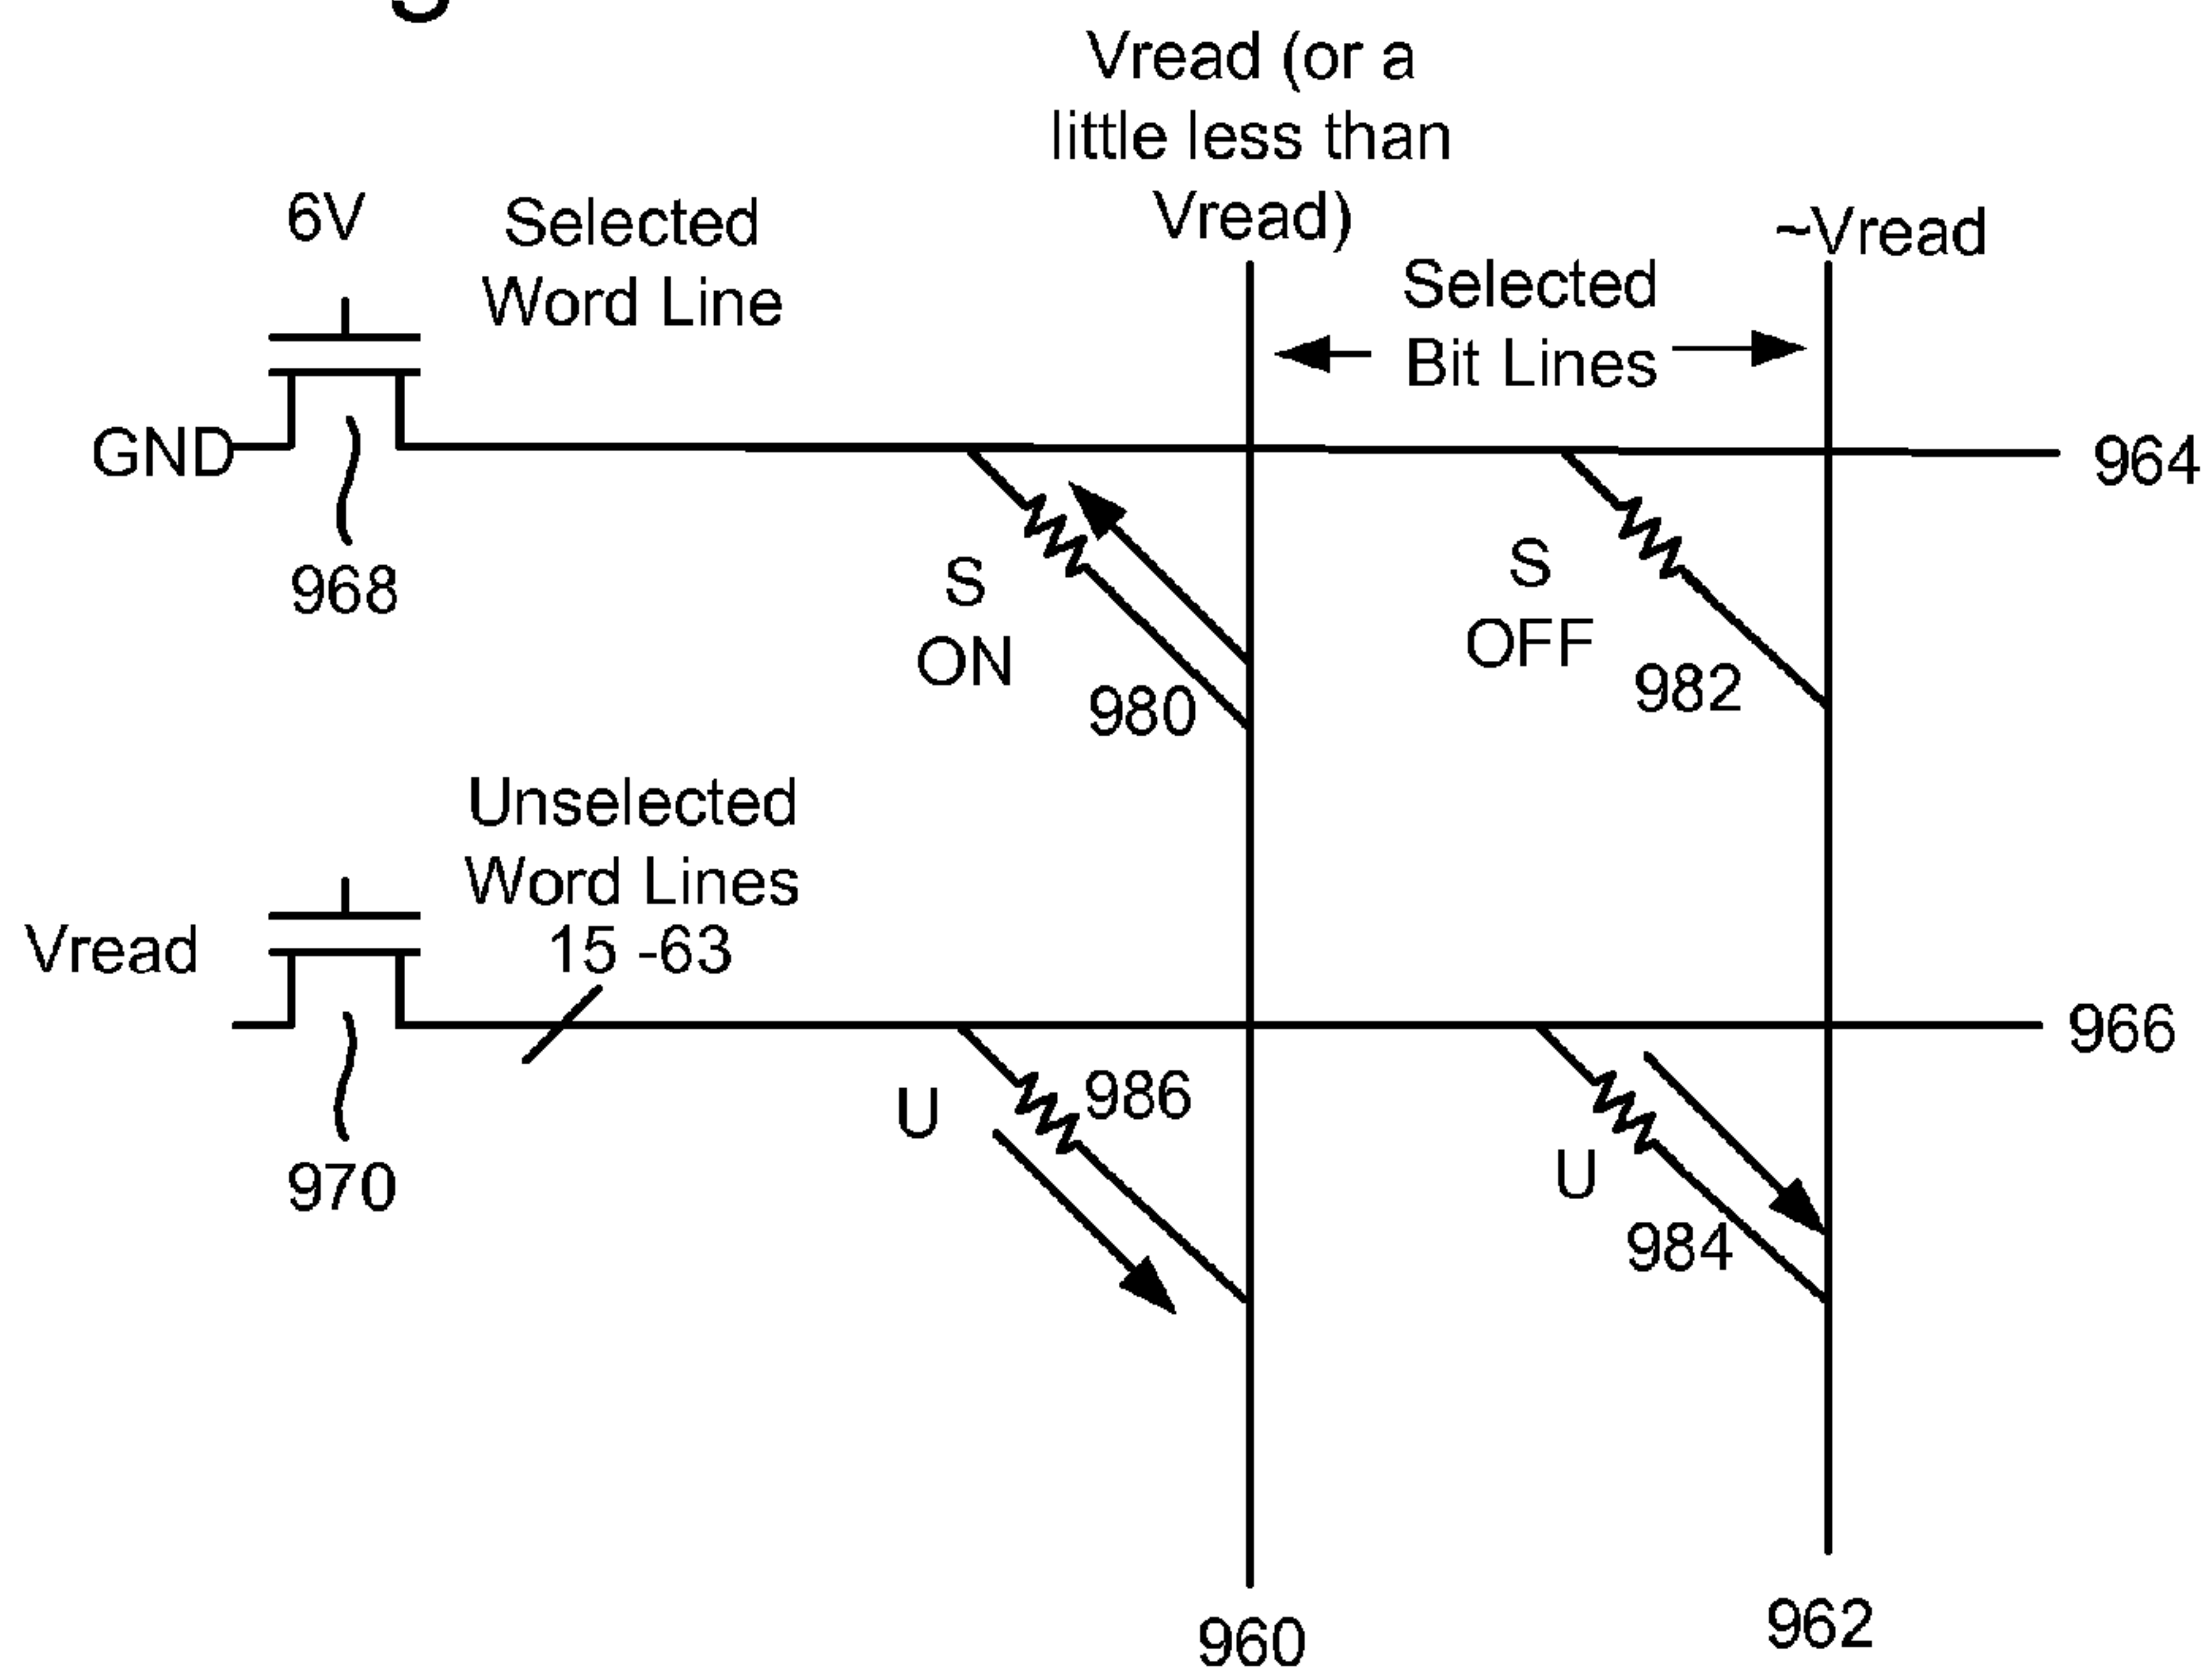 Vread (or a
little less than
Vread)
6V
Selected
Word Line
~Vread
Selected
Bit Lines
GND
964
968
S
ON
980
S
OFF
982
Unselected
Word Lines
15 -63
Vread
966
970
U
986
U
984
960
962